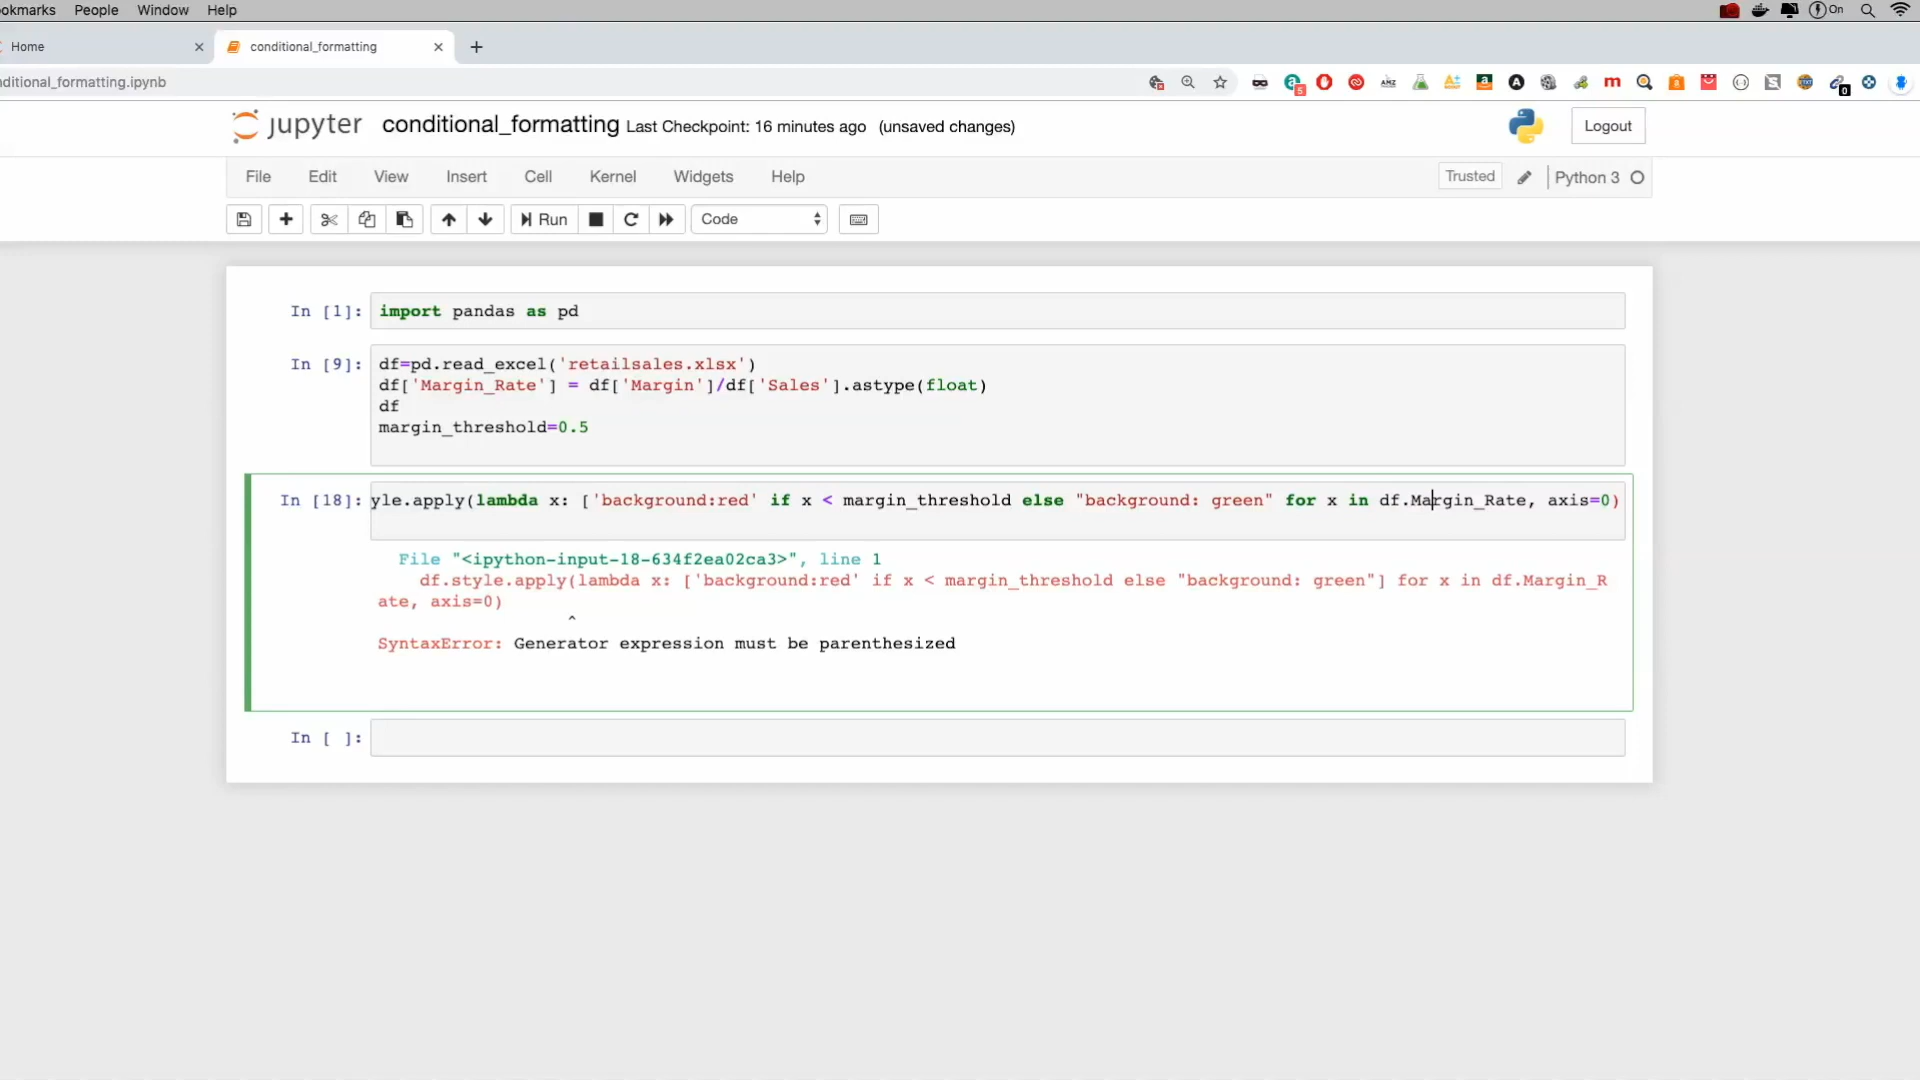 ookmarks People Window Help On
Home conditional_formatting
nditional_formatting.ipynb
jupyter conditional_formatting Last Checkpoint: 16 minutes ago (unsaved changes) Logout
File Edit View Insert Cell Kernel Widgets Help Trusted Python 3
Run Code
In [1]: import pandas as pd
In [9]: df=pd.read_excel('retailsales.xlsx')
df['Margin_Rate'] = df['Margin']/df['Sales'].astype(float)
df
margin_threshold=0.5
In [18]: yle.apply(lambda x: ['background:red' if x < margin_threshold else "background: green" for x in df.Margin_Rate, axis=0)
File "<ipython-input-18-634f2ea02ca3>", line 1
df.style.apply(lambda x: ['background:red' if x < margin_threshold else "background: green"] for x in df.Margin_R
ate, axis=0)
^
SyntaxError: Generator expression must be parenthesized
In [ ]: